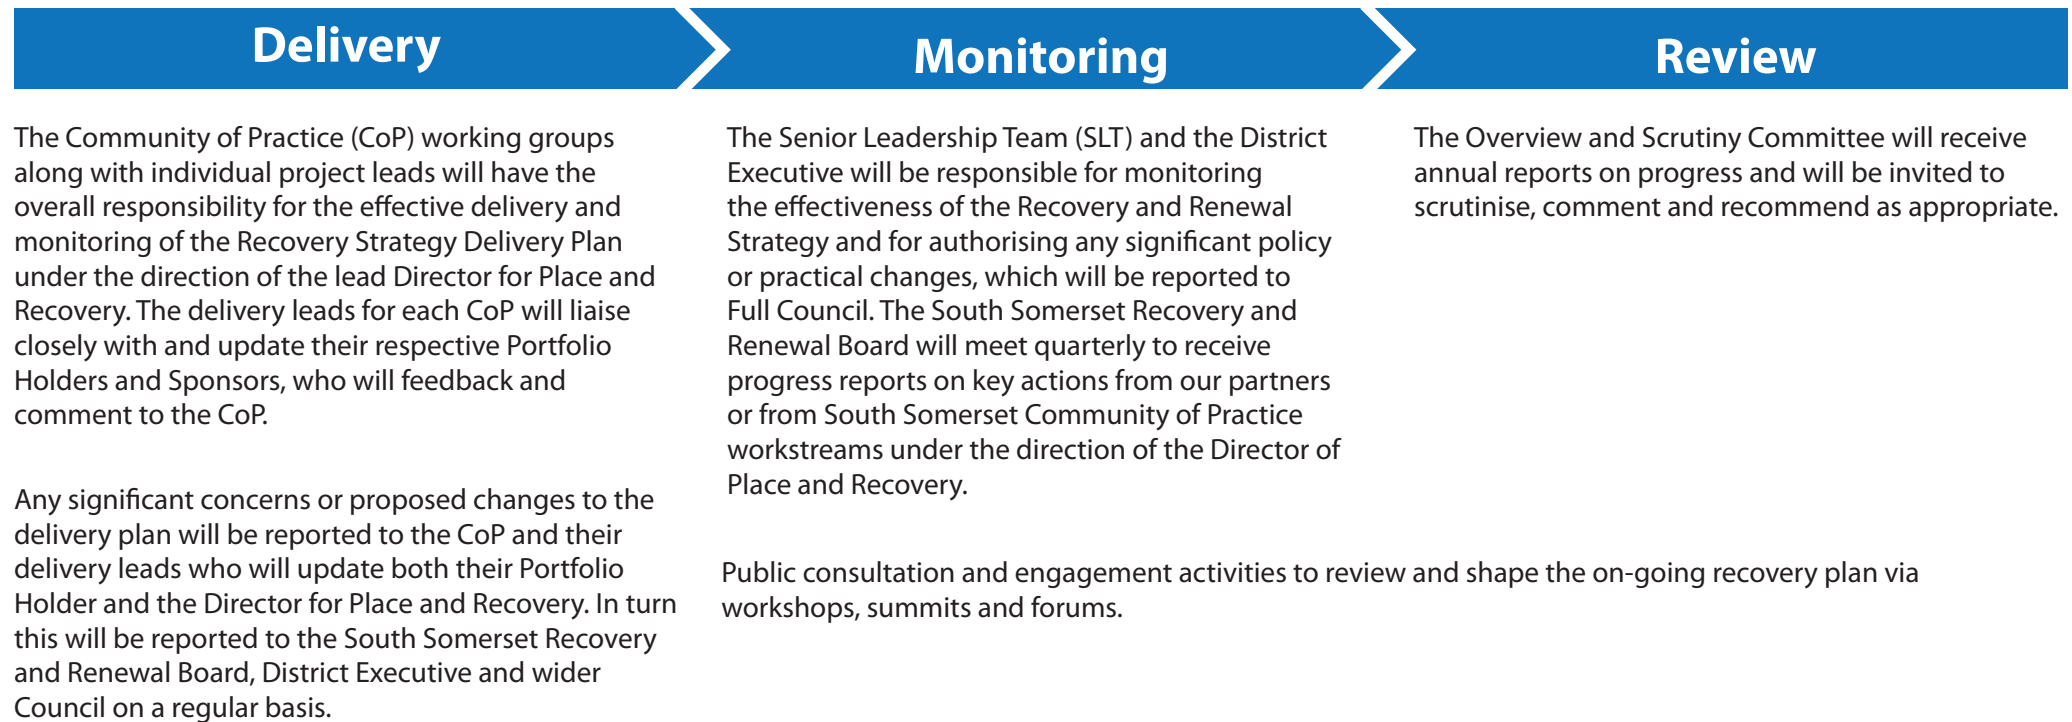 Delivery
Monitoring
Review
The Community of Practice (CoP) working groups
along with individual project leads will have the
overall responsibility for the effective delivery and
monitoring of the Recovery Strategy Delivery Plan
under the direction of the lead Director for Place and
Recovery. The delivery leads for each CoP will liaise
closely with and update their respective Portfolio
Holders and Sponsors, who will feedback and
comment to the CoP.
Any significant concerns or proposed changes to the
delivery plan will be reported to the CoP and their
delivery leads who will update both their Portfolio
Holder and the Director for Place and Recovery. In turn
this will be reported to the South Somerset Recovery
and Renewal Board, District Executive and wider
Council on a regular basis.
The Senior Leadership Team (SLT) and the District
Executive will be responsible for monitoring
the effectiveness of the Recovery and Renewal
Strategy and for authorising any significant policy
or practical changes, which will be reported to
Full Council. The South Somerset Recovery and
Renewal Board will meet quarterly to receive
progress reports on key actions from our partners
or from South Somerset Community of Practice
workstreams under the direction of the Director of
Place and Recovery.
The Overview and Scrutiny Committee will receive
annual reports on progress and will be invited to
scrutinise, comment and recommend as appropriate.
Public consultation and engagement activities to review and shape the on-going recovery plan via
workshops, summits and forums.